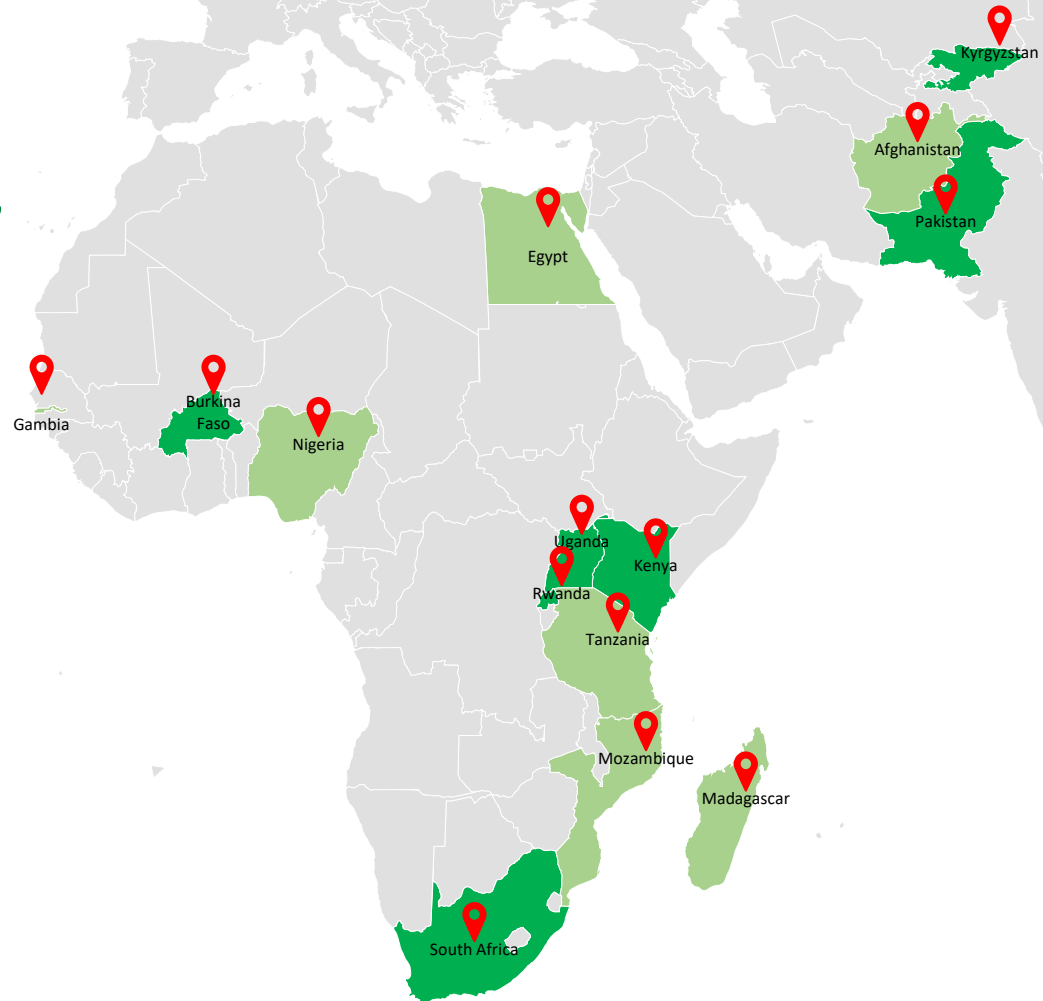 Kyrgyzstan
Afghanistan
Pakistan
Egypt
Burkina
Faso
Gambia
Nigeria
Uganda
Kenya
Rwanda
Tanzania
Mozambique
Madagascar
South Africa